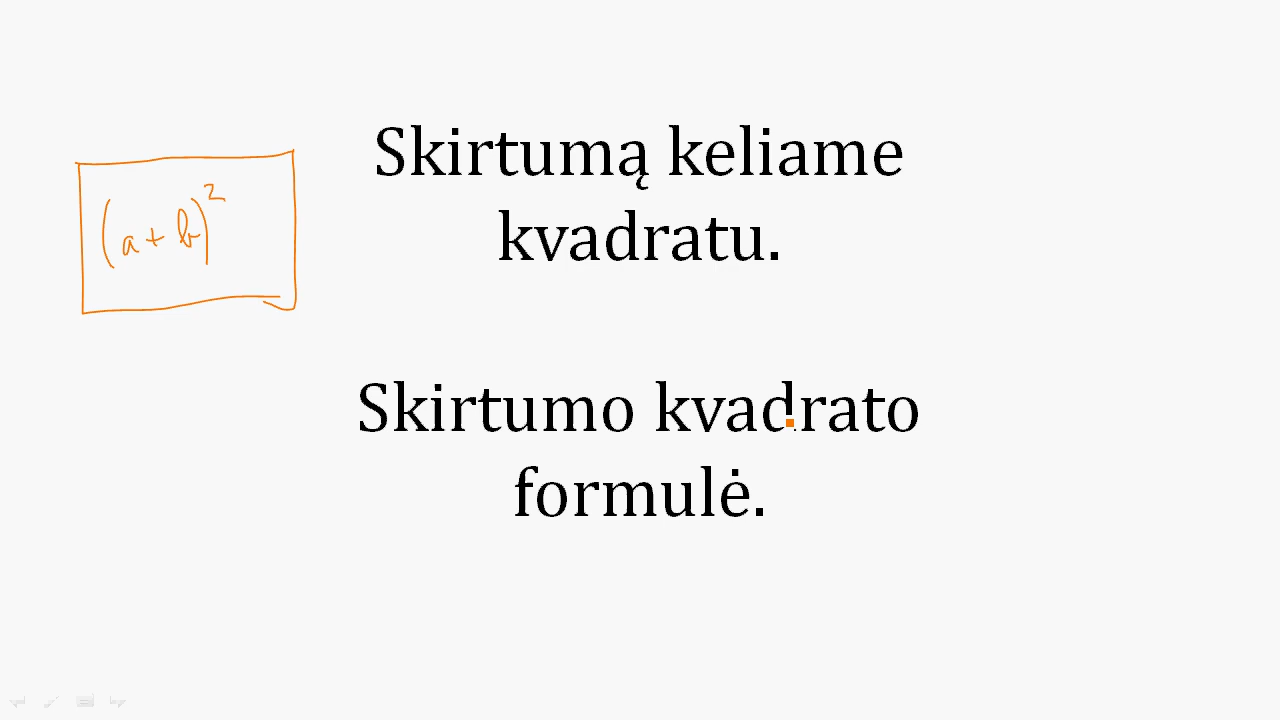 Skirtumą keliame
kvadratu.
(a+b)²
Skirtumo kvadrato
formulė.